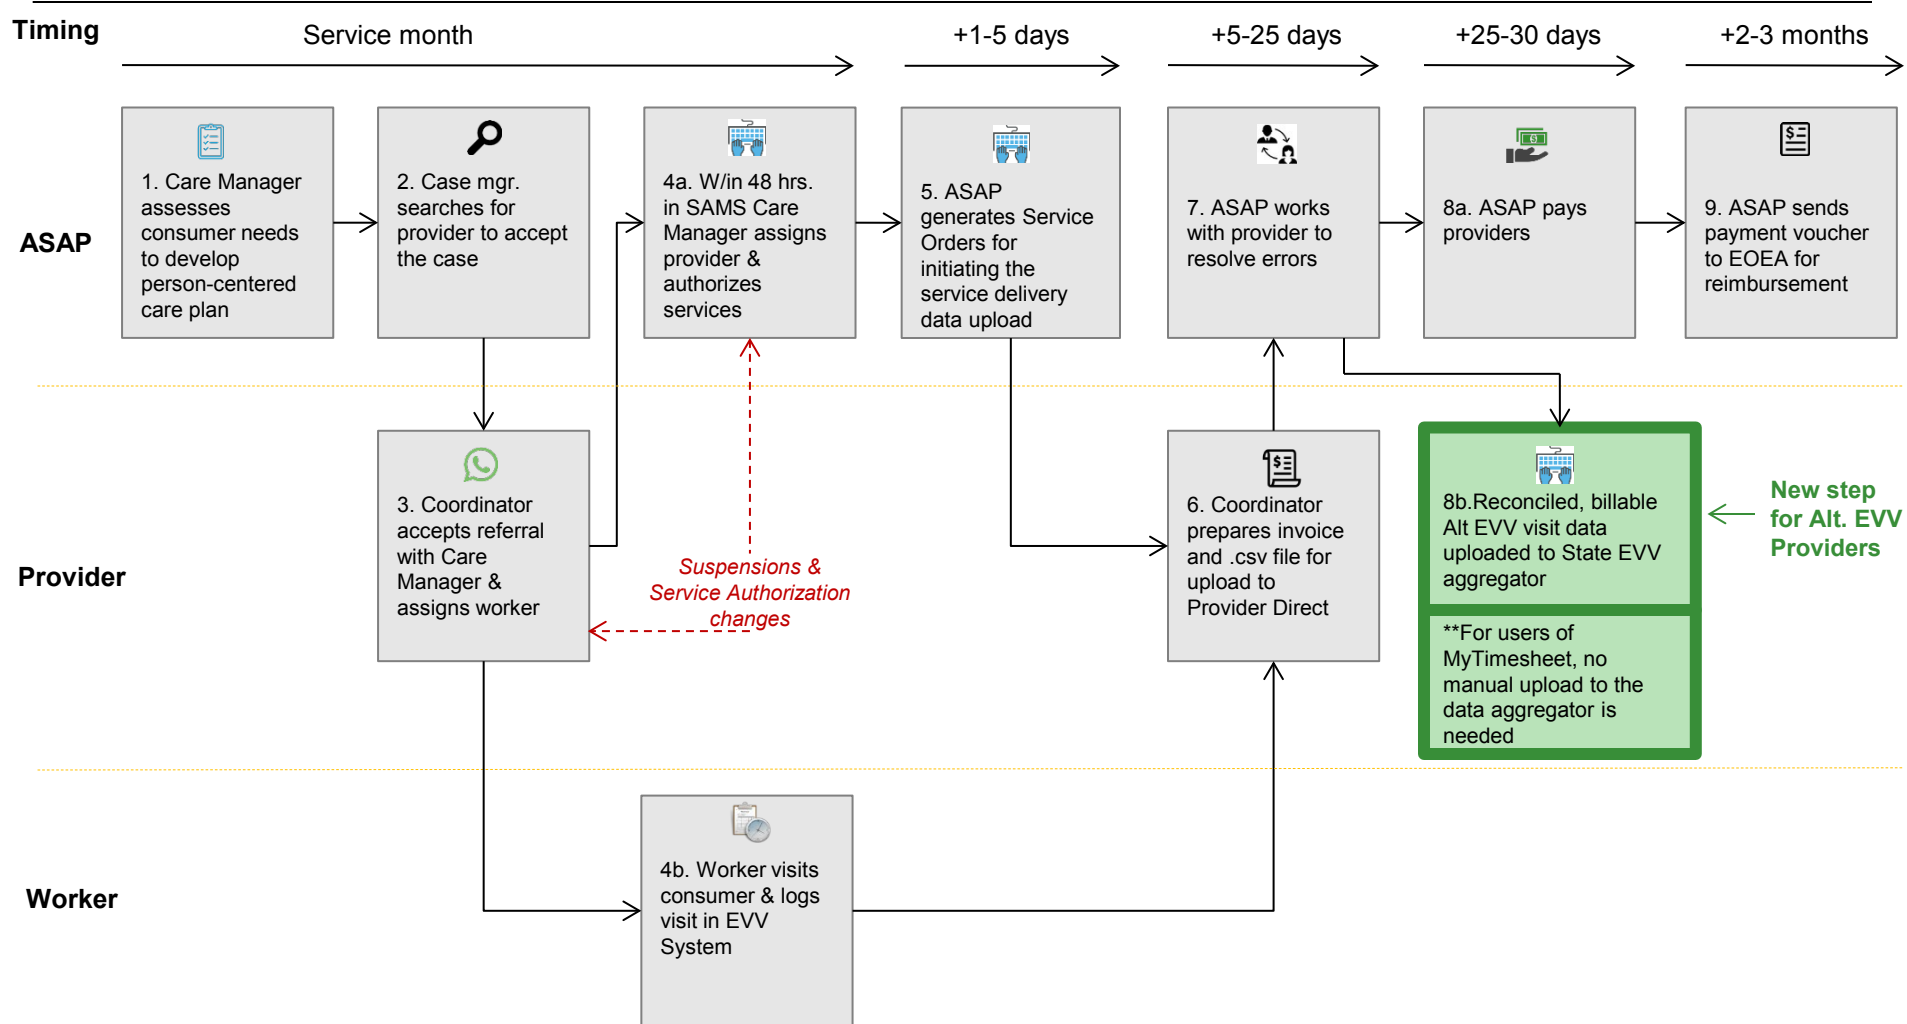 Timing
Service month
+1-5 days
+5-25 days
+25-30 days
+2-3 months
ASAP
1. Care Manager
assesses
consumer needs
to develop
person-centered
care plan
2. Case mgr.
searches for
provider to accept
the case
4a. W/in 48 hrs.
in SAMS Care
Manager assigns
provider &
authorizes
services
5. ASAP
generates Service
Orders for
initiating the
service delivery
data upload
7. ASAP works
with provider to
resolve errors
8a. ASAP pays
providers
9. ASAP sends
payment voucher
to EOEA for
reimbursement
Provider
3. Coordinator
accepts referral
with Care
Manager &
assigns worker
Suspensions &
Service Authorization
changes
6. Coordinator
prepares invoice
and .csv file for
upload to
Provider Direct
8b.Reconciled, billable
Alt EVV visit data
uploaded to State EVV
aggregator
**For users of
MyTimesheet, no
manual upload to the
data aggregator is
needed
New step
for Alt. EVV
Providers
Worker
4b. Worker visits
consumer & logs
visit in EVV
System